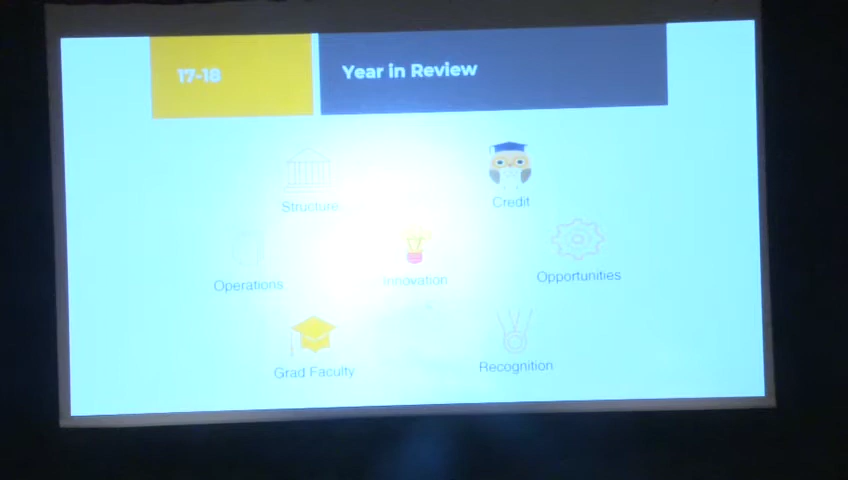 17-18
Year in Review
Structure
Credit
Operations
Innovation
Opportunities
Grad Faculty
Recognition